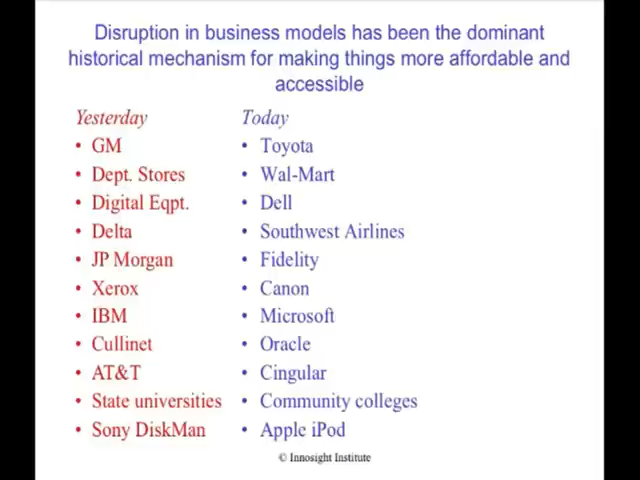 Disruption in business models has been the dominant
historical mechanism for making things more affordable and
accessible
Yesterday Today
• GM • Toyota
• Dept. Stores • Wal-Mart
• Digital Eqpt. • Dell
• Delta • Southwest Airlines
• JP Morgan • Fidelity
• Xerox • Canon
• IBM • Microsoft
• Cullinet • Oracle
• AT&T • Cingular
• State universities • Community colleges
• Sony DiskMan • Apple iPod
© Innosight Institute